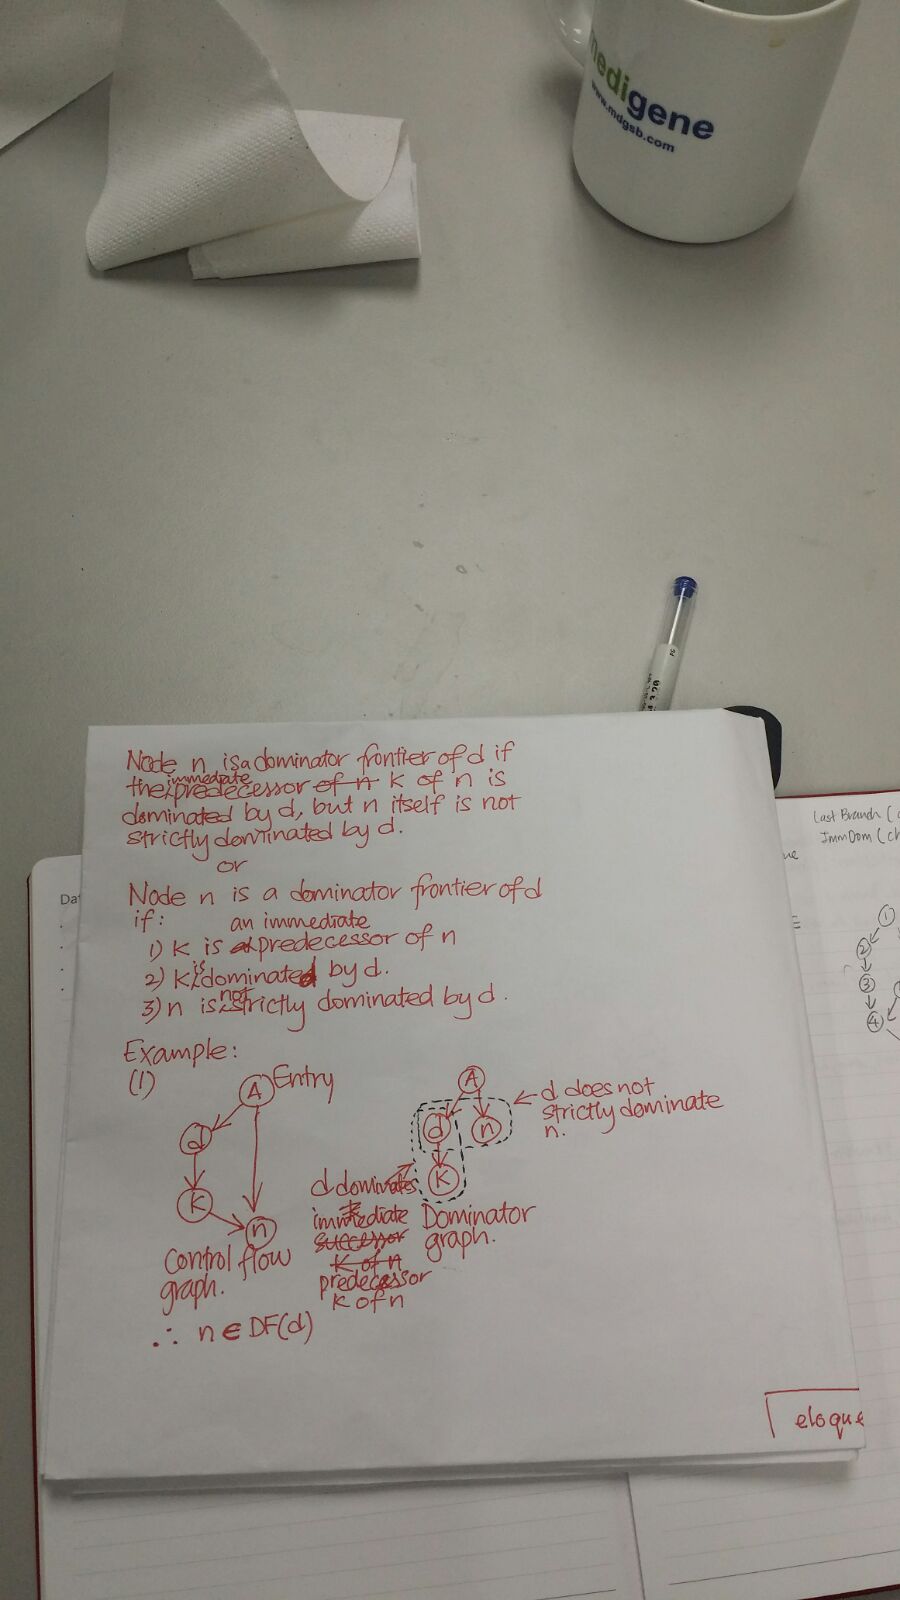 medigene
www.mdgsb.com
Node n is a dominator frontier of d if
the immediate predecessor of n k of n is
dominated by d, but n itself is not
strictly dominated by d.
or
Node n is a dominator frontier of d
if:
1) k is an immediate predecessor of n
2) k is dominated by d.
3) n is not strictly dominated by d.
Example:
(1)
A Entry
d
k
n
Control flow
graph.
A
d n
k
d does not
strictly dominate
n.
d dominates
immediate
successor
k of n
predecessor
k of n
Dominator
graph.
∴ n ∈ DF(d)
Last Branch (
ImmDom (
1
2
3
4
eloque